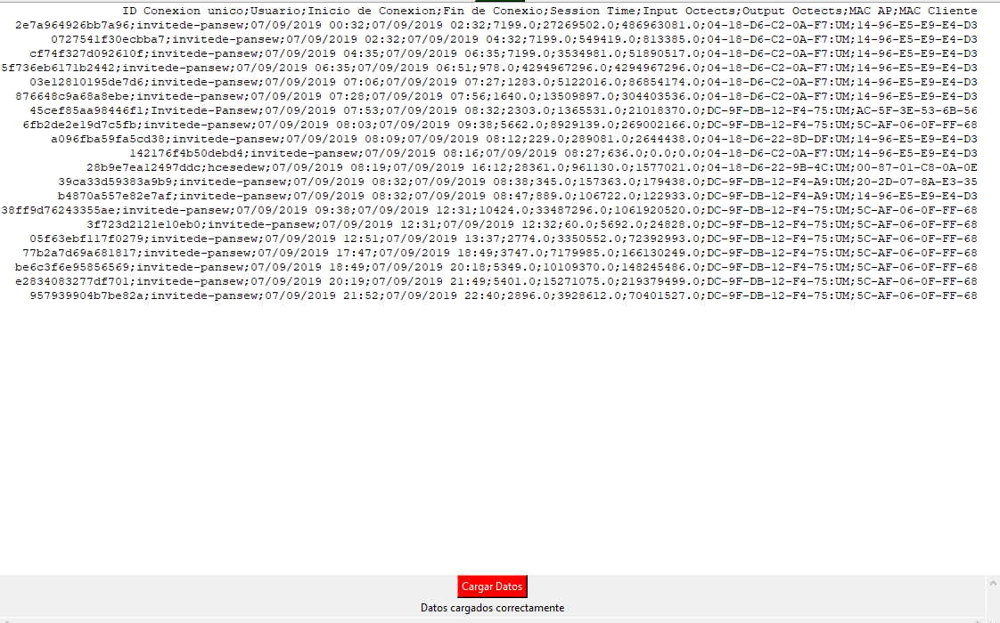 ID Conexion unico;Usuario;Inicio de Conexion;Fin de Conexio;Session Time;Input Octects;Output Octects;MAC AP;MAC Cliente
2e7a964926bb7a96;invitede-pansew;07/09/2019 00:32;07/09/2019 02:32;7199.0;27269502.0;486963081.0;04-18-D6-C2-0A-F7:UM;14-96-E5-E9-E4-D3
0727541f30ecbba7;invitede-pansew;07/09/2019 02:32;07/09/2019 04:32;7199.0;549419.0;813385.0;04-18-D6-C2-0A-F7:UM;14-96-E5-E9-E4-D3
cf74f327d092610f;invitede-pansew;07/09/2019 04:35;07/09/2019 06:35;7199.0;3534981.0;51890517.0;04-18-D6-C2-0A-F7:UM;14-96-E5-E9-E4-D3
5f736eb6171b2442;invitede-pansew;07/09/2019 06:35;07/09/2019 06:51;978.0;4294967296.0;4294967296.0;04-18-D6-C2-0A-F7:UM;14-96-E5-E9-E4-D3
03e12810195de7d6;invitede-pansew;07/09/2019 07:06;07/09/2019 07:27;1283.0;5122016.0;86854174.0;04-18-D6-C2-0A-F7:UM;14-96-E5-E9-E4-D3
876648c9a68a8ebe;invitede-pansew;07/09/2019 07:28;07/09/2019 07:56;1640.0;13509897.0;304403536.0;04-18-D6-C2-0A-F7:UM;14-96-E5-E9-E4-D3
45cef85aa98446f1;Invitede-Pansew;07/09/2019 07:53;07/09/2019 08:32;2303.0;1365531.0;21018370.0;DC-9F-DB-12-F4-75:UM;AC-5F-3E-53-6B-56
6fb2de2e19d7c5fb;invitede-pansew;07/09/2019 08:03;07/09/2019 09:38;5662.0;8929139.0;269002166.0;DC-9F-DB-12-F4-75:UM;5C-AF-06-0F-FF-68
a096fba59fa5cd38;invitede-pansew;07/09/2019 08:09;07/09/2019 08:12;229.0;289081.0;2644438.0;04-18-D6-22-8D-DF:UM;14-96-E5-E9-E4-D3
142176f4b50debd4;invitede-pansew;07/09/2019 08:16;07/09/2019 08:27;636.0;0.0;0.0;04-18-D6-C2-0A-F7:UM;14-96-E5-E9-E4-D3
28b9e7ea12497ddc;hcesedew;07/09/2019 08:19;07/09/2019 16:12;28361.0;961130.0;1577021.0;04-18-D6-22-9B-4C:UM;00-87-01-C8-0A-0E
39ca33d59383a9b9;invitede-pansew;07/09/2019 08:32;07/09/2019 08:38;345.0;157363.0;179438.0;DC-9F-DB-12-F4-A9:UM;20-2D-07-8A-E3-35
b4870a557e82e7af;invitede-pansew;07/09/2019 08:32;07/09/2019 08:47;889.0;106722.0;122933.0;DC-9F-DB-12-F4-A9:UM;14-96-E5-E9-E4-D3
38ff9d76243355ae;invitede-pansew;07/09/2019 09:38;07/09/2019 12:31;10424.0;33487296.0;1061920520.0;DC-9F-DB-12-F4-75:UM;5C-AF-06-0F-FF-68
3f723d2121e10eb0;invitede-pansew;07/09/2019 12:31;07/09/2019 12:32;60.0;5692.0;24828.0;DC-9F-DB-12-F4-75:UM;5C-AF-06-0F-FF-68
05f63ebf117f0279;invitede-pansew;07/09/2019 12:51;07/09/2019 13:37;2774.0;3350552.0;72392993.0;DC-9F-DB-12-F4-75:UM;5C-AF-06-0F-FF-68
77b2a7d69a681817;invitede-pansew;07/09/2019 17:47;07/09/2019 18:49;3747.0;7179985.0;166130249.0;DC-9F-DB-12-F4-75:UM;5C-AF-06-0F-FF-68
be6c3f6e95856569;invitede-pansew;07/09/2019 18:49;07/09/2019 20:18;5349.0;10109370.0;148245486.0;DC-9F-DB-12-F4-75:UM;5C-AF-06-0F-FF-68
e2834083277df701;invitede-pansew;07/09/2019 20:19;07/09/2019 21:49;5401.0;15271075.0;219379499.0;DC-9F-DB-12-F4-75:UM;5C-AF-06-0F-FF-68
957939904b7be82a;invitede-pansew;07/09/2019 21:52;07/09/2019 22:40;2896.0;3928612.0;70401527.0;DC-9F-DB-12-F4-75:UM;5C-AF-06-0F-FF-68
Cargar Datos
Datos cargados correctamente